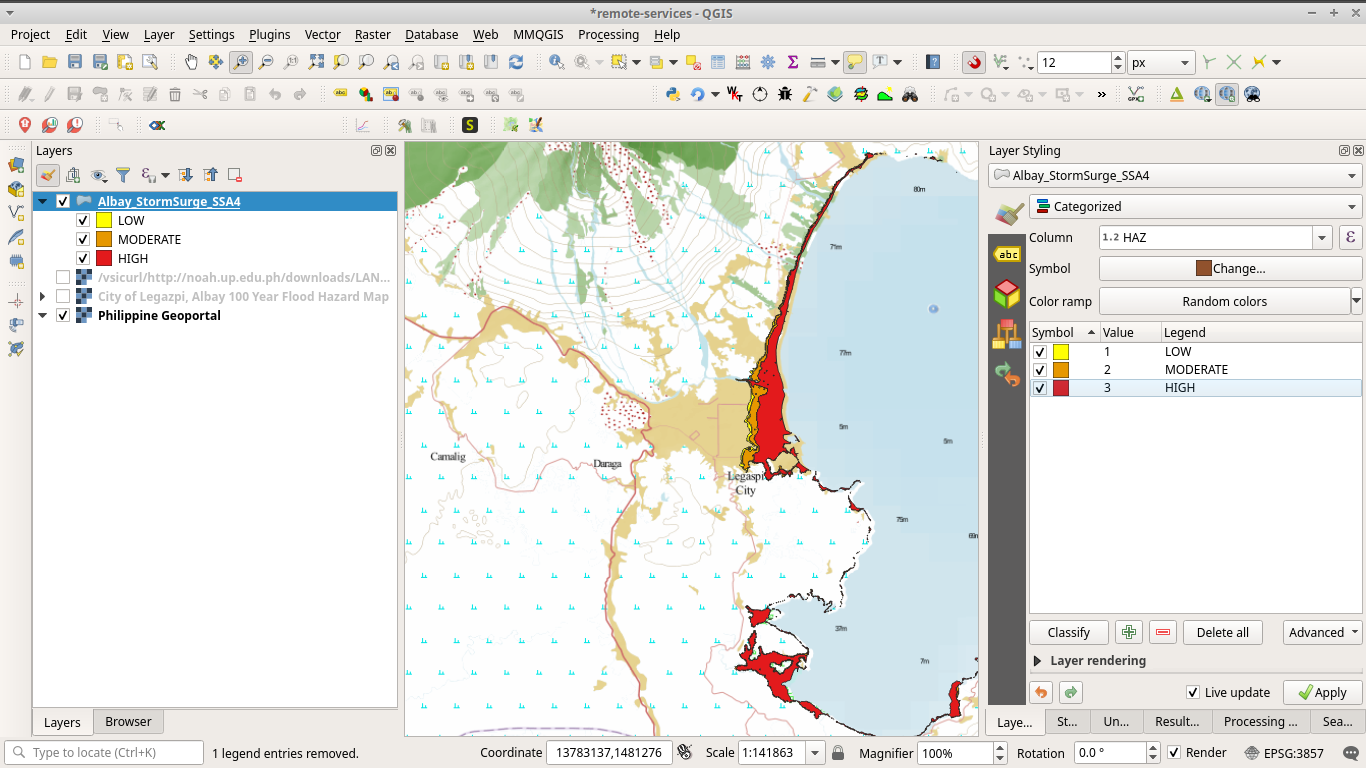 *remote-services - QGIS
Project Edit View Layer Settings Plugins Vector Raster Database Web MMQGIS Processing Help
12 px
Layers
Albay_StormSurge_SSA4
LOW
MODERATE
HIGH
/vsicurl/http://noah.up.edu.ph/downloads/LAN...
City of Legazpi, Albay 100 Year Flood Hazard Map
Philippine Geoportal
Layers Browser
80m
71m
77m
9m
9m
Camalig
Daraga
Legaspi
City
75m
69m
37m
7m
Layer Styling
Albay_StormSurge_SSA4
Categorized
abc
Column 1.2 HAZ ε
Symbol Change...
Color ramp Random colors
Symbol Value Legend
1 LOW
2 MODERATE
3 HIGH
Classify Delete all Advanced
Layer rendering
Live update Apply
Laye... St... Un... Result... Processing ... Sea...
Type to locate (Ctrl+K) 1 legend entries removed. Coordinate 13783137,1481276 Scale 1:141863 Magnifier 100% Rotation 0.0 ° Render EPSG:3857